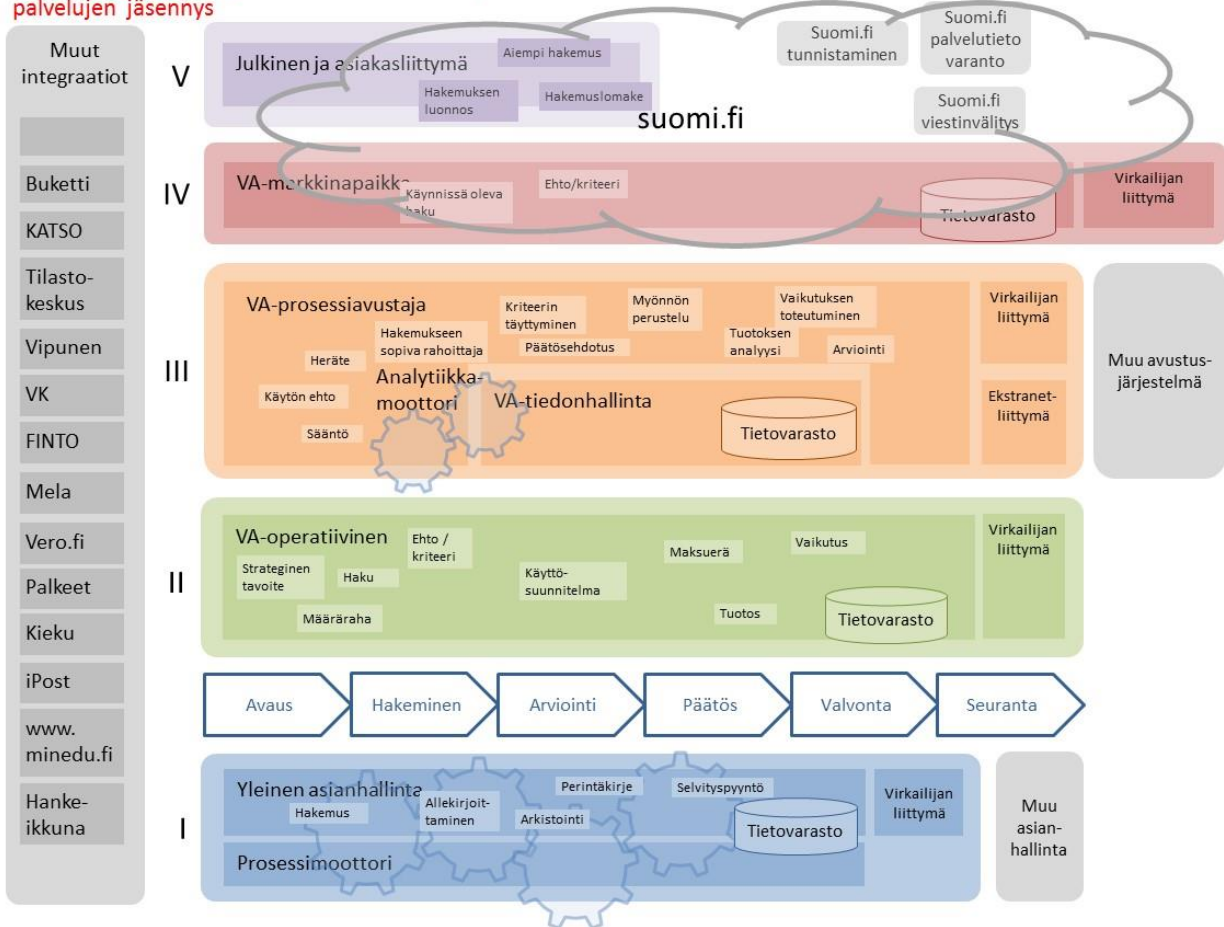 palvelujen jäsennys
Muut
integraatiot
Buketti
KATSO
Tilasto-
keskus
Vipunen
VK
FINTO
Mela
Vero.fi
Palkeet
Kieku
iPost
www.
minedu.fi
Hanke-
ikkuna
V
Julkinen ja asiakasliittymä
Aiempi hakemus
Hakemuksen
luonnos
Hakemuslomake
suomi.fi
Suomi.fi
tunnistaminen
Suomi.fi
palvelutieto
varanto
Suomi.fi
viestinvälitys
IV
VA-markkinapaikka
Käynnissä oleva
haku
Ehto/kriteeri
Tietovarasto
Virkailijan
liittymä
III
VA-prosessiavustaja
Kriteerin
täyttyminen
Myönnön
perustelu
Vaikutuksen
toteutuminen
Hakemukseen
sopiva rahoittaja
Päätösehdotus
Tuotoksen
analyysi
Arviointi
Heräte
Käytön ehto
Sääntö
Analytiikka-
moottori
VA-tiedonhallinta
Tietovarasto
Virkailijan
liittymä
Ekstranet-
liittymä
Muu avustus-
järjestelmä
II
VA-operatiivinen
Ehto /
kriteeri
Strateginen
tavoite
Haku
Määräraha
Käyttö-
suunnitelma
Maksuerä
Vaikutus
Tuotos
Tietovarasto
Virkailijan
liittymä
Avaus
Hakeminen
Arviointi
Päätös
Valvonta
Seuranta
I
Yleinen asianhallinta
Hakemus
Allekirjoit-
taminen
Perintäkirje
Arkistointi
Selvityspyyntö
Tietovarasto
Prosessimoottori
Virkailijan
liittymä
Muu
asian-
hallinta